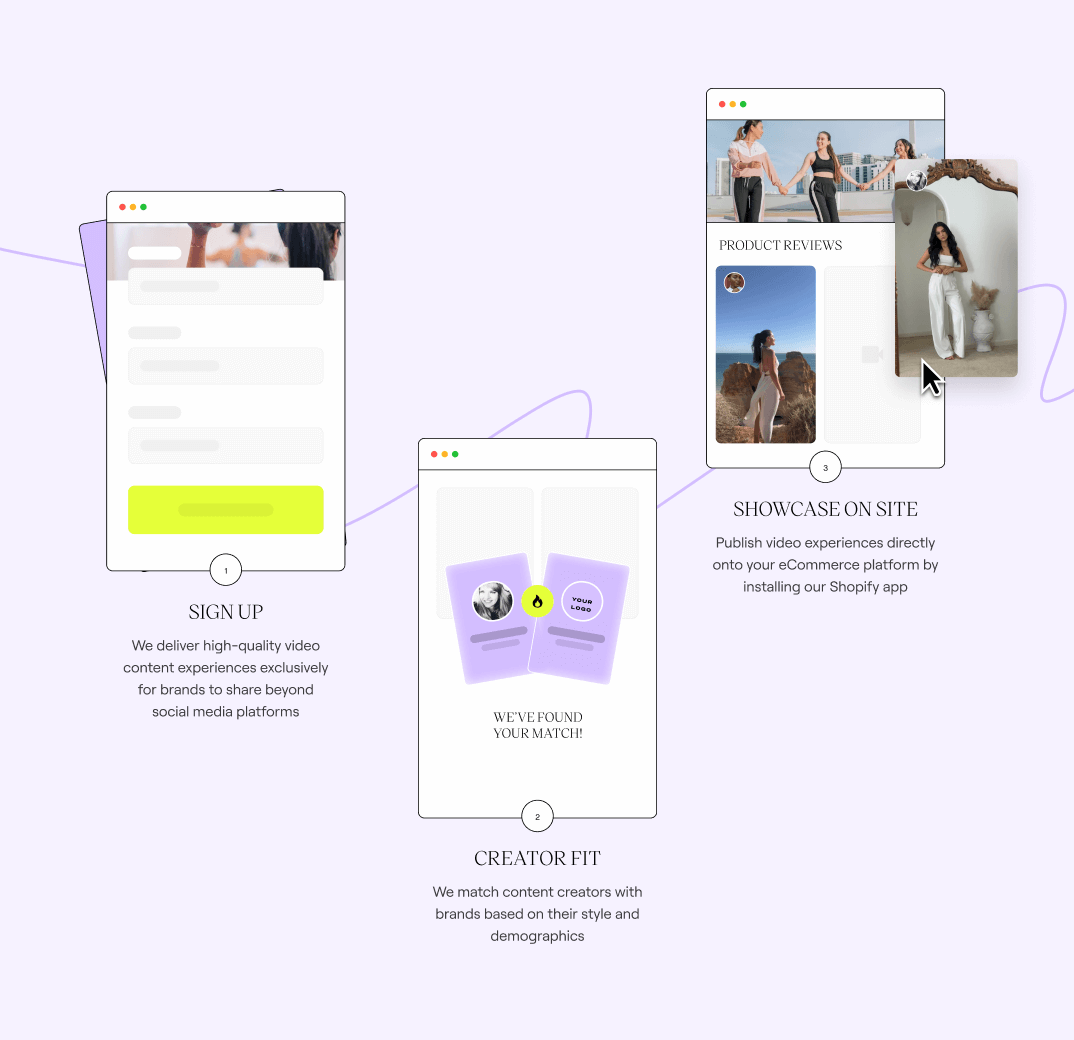 1
SIGN UP
We deliver high-quality video
content experiences exclusively
for brands to share beyond
social media platforms
YOUR
LOGO
WE'VE FOUND
YOUR MATCH!
2
CREATOR FIT
We match content creators with
brands based on their style and
demographics
PRODUCT REVIEWS
3
SHOWCASE ON SITE
Publish video experiences directly
onto your eCommerce platform by
installing our Shopify app